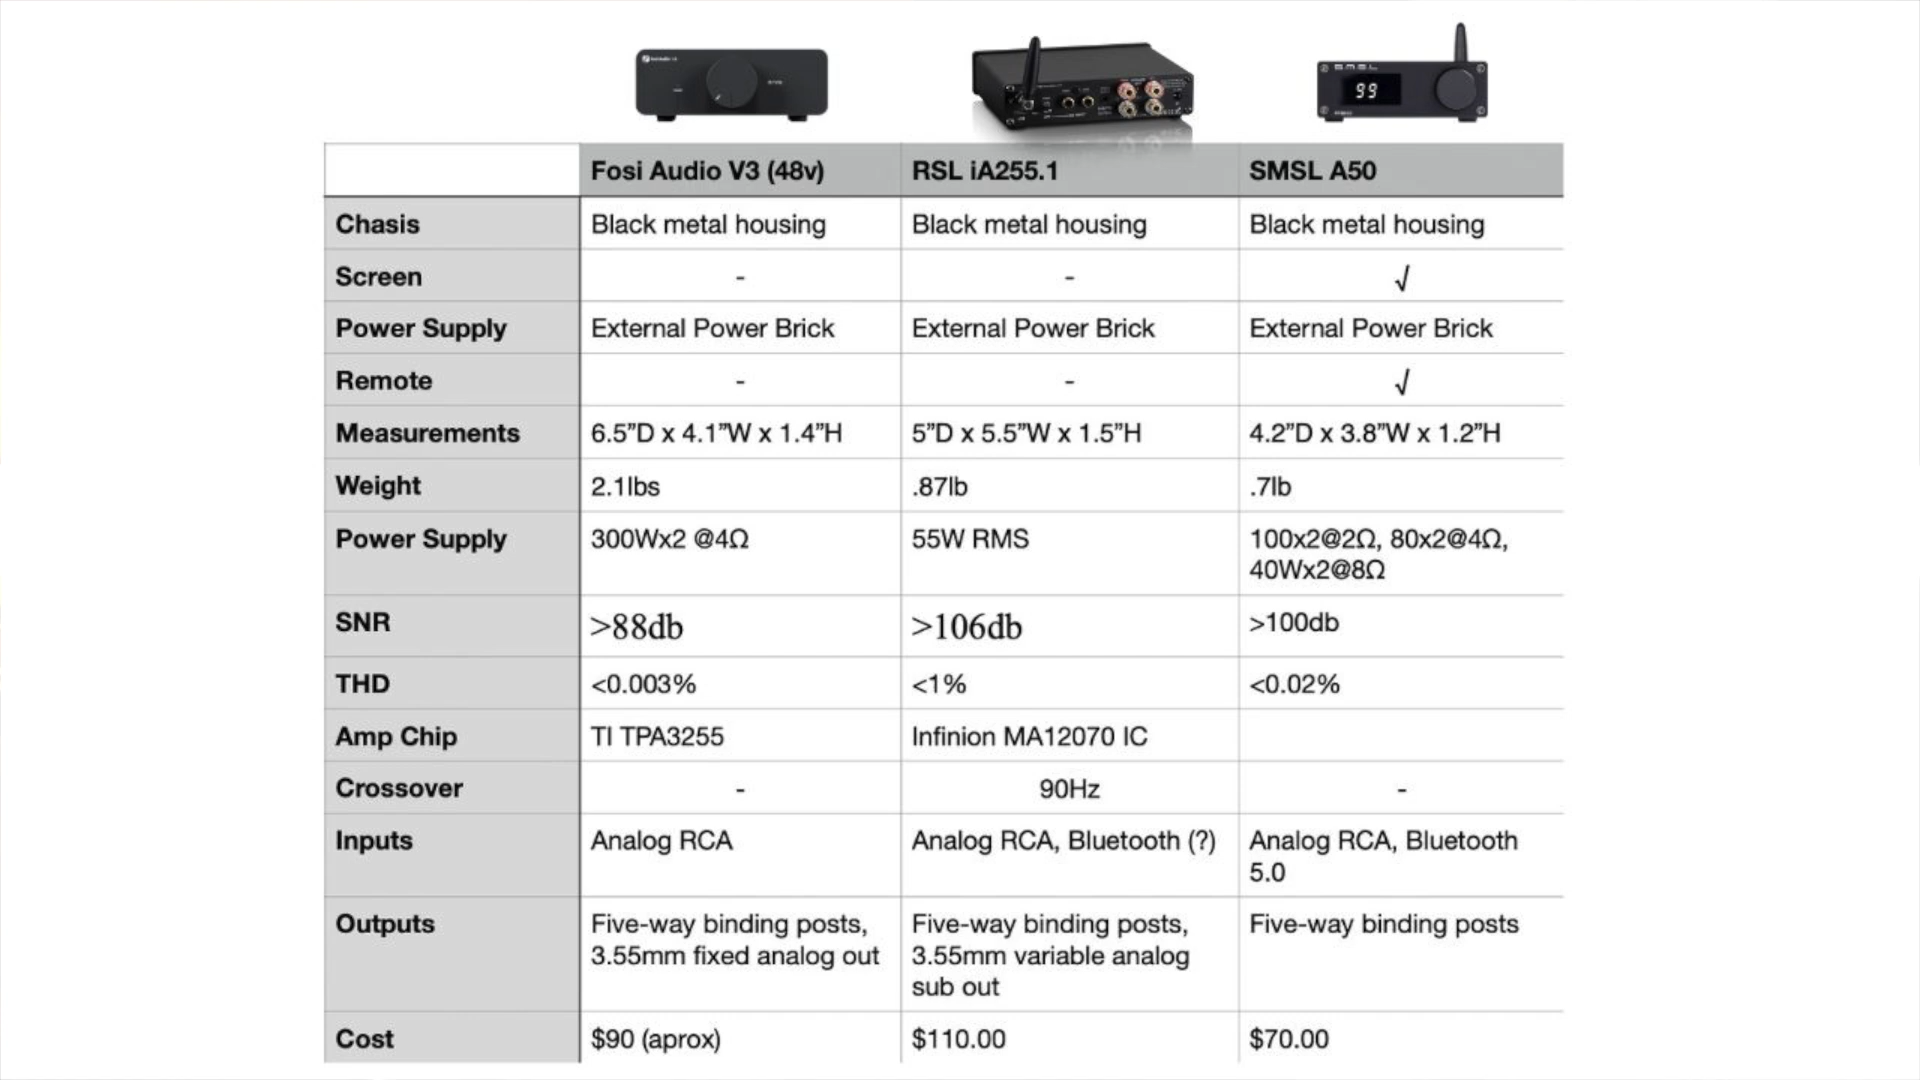 99
Fosi Audio V3 (48v)
RSL iA255.1
SMSL A50
Chasis
Black metal housing
Black metal housing
Black metal housing
Screen
-
-
√
Power Supply
External Power Brick
External Power Brick
External Power Brick
Remote
-
-
√
Measurements
6.5”D x 4.1”W x 1.4”H
5”D x 5.5”W x 1.5”H
4.2”D x 3.8”W x 1.2”H
Weight
2.1lbs
.87lb
.7lb
Power Supply
300Wx2 @4Ω
55W RMS
100x2@2Ω, 80x2@4Ω,
40Wx2@8Ω
SNR
>88db
>106db
>100db
THD
<0.003%
<1%
<0.02%
Amp Chip
TI TPA3255
Infinion MA12070 IC
Crossover
-
90Hz
-
Inputs
Analog RCA
Analog RCA, Bluetooth (?)
Analog RCA, Bluetooth
5.0
Outputs
Five-way binding posts,
3.55mm fixed analog out
Five-way binding posts,
3.55mm variable analog
sub out
Five-way binding posts
Cost
$90 (aprox)
$110.00
$70.00